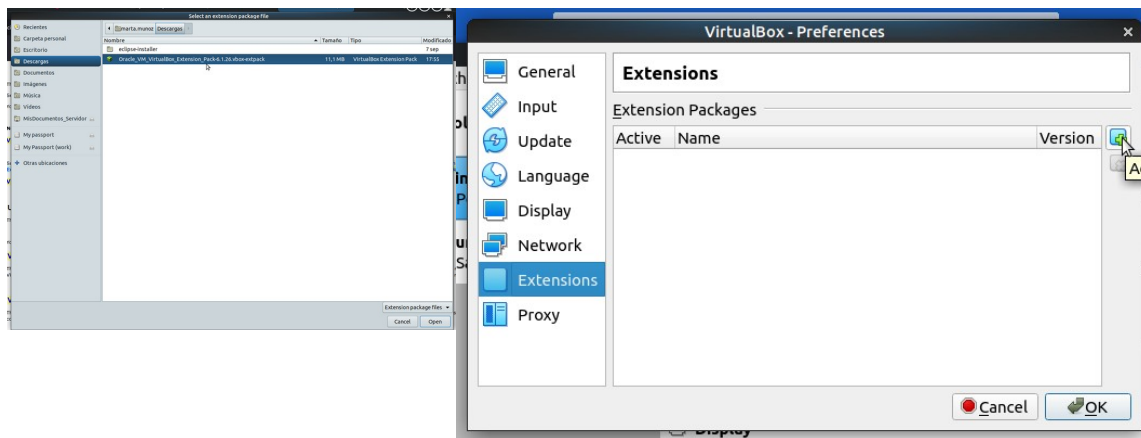 Select an extension package file
Recientes
Carpeta personal
Escritorio
Descargas
Documentos
Imágenes
Música
Vídeos
MisDocumentos_Servidor ...
My passport
My Passport (work)
Otras ubicaciones
marta.munoz Descargas
Nombre Tamaño Tipo Modificado
eclipse-installer 7 sep
Oracle_VM_VirtualBox_Extension_Pack-6.1.26.vbox-extpack 11,1 MB VirtualBox Extension Pack 17:55
Extension package files
Cancel Open
VirtualBox - Preferences
General
Input
Update
Language
Display
Network
Extensions
Proxy
Extensions
Extension Packages
Active Name Version
Cancel OK
Display